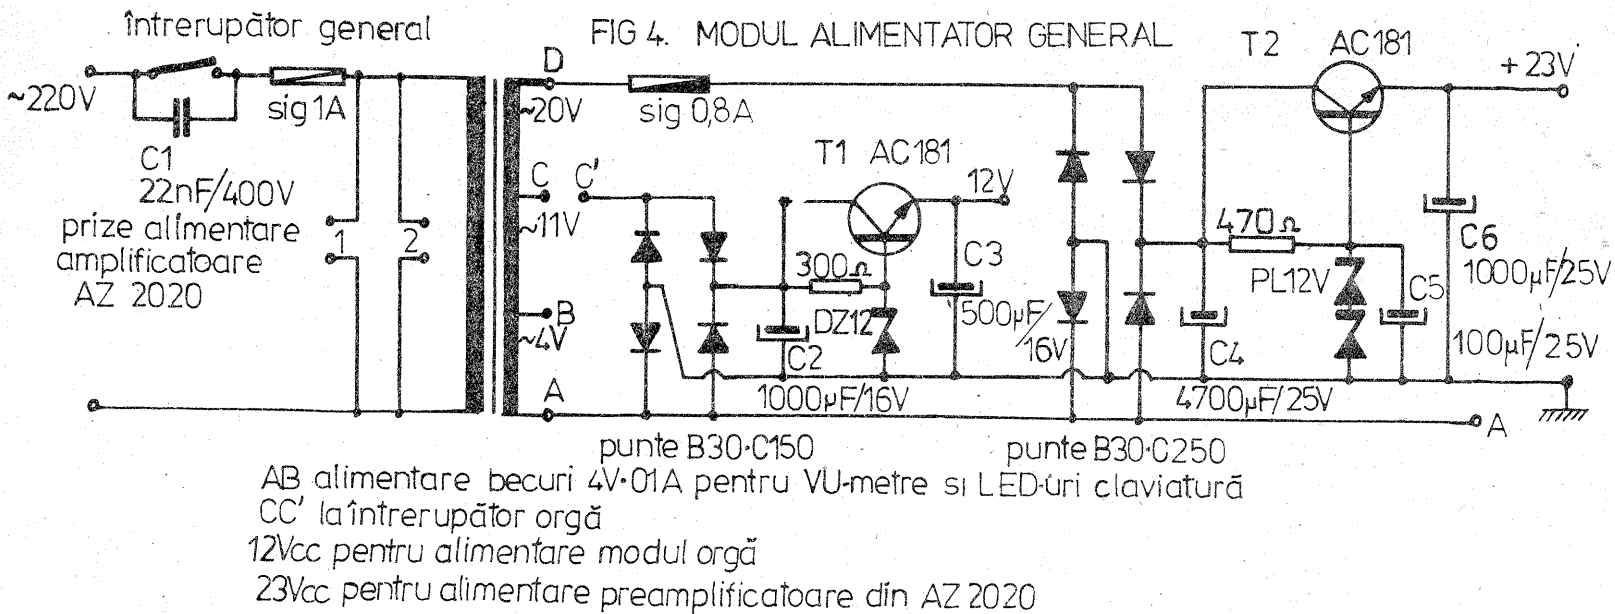 întrerupător general
FIG 4. MODUL ALIMENTATOR GENERAL
T2 AC181
+23V
~220V
sig 1A
D
~20V
sig 0,8A
C1
22nF/400V
T1 AC181
12V
C C'
~11V
prize alimentare
amplificatoare
AZ 2020
1 2
470Ω
C6
1000µF/25V
300Ω
C3
500µF/
16V
PL12V
C5
B
~4V
DZ12
C2
1000µF/16V
C4
4700µF/25V
100µF/25V
A
A
punte B30·C150
punte B30·C250
AB alimentare becuri 4V·01A pentru VU-metre si LED-uri claviatură
CC' la întrerupător orgă
12Vcc pentru alimentare modul orgă
23Vcc pentru alimentare preamplificatoare din AZ 2020